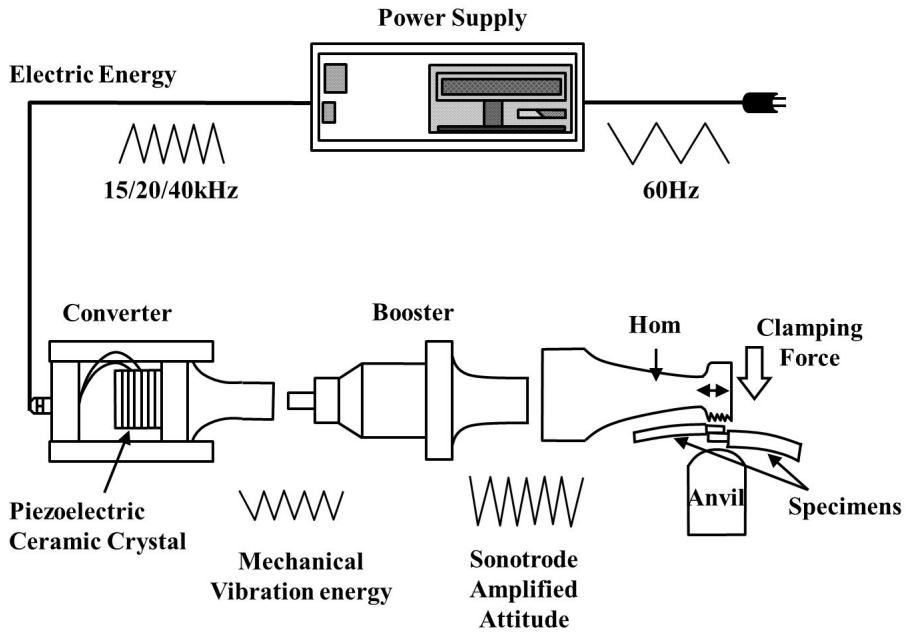 Power Supply
Electric Energy
15/20/40kHz
60Hz
Converter
Booster
Hom
Clamping
Force
Anvil
Specimens
Piezoelectric
Ceramic Crystal
Mechanical
Vibration energy
Sonotrode
Amplified
Attitude